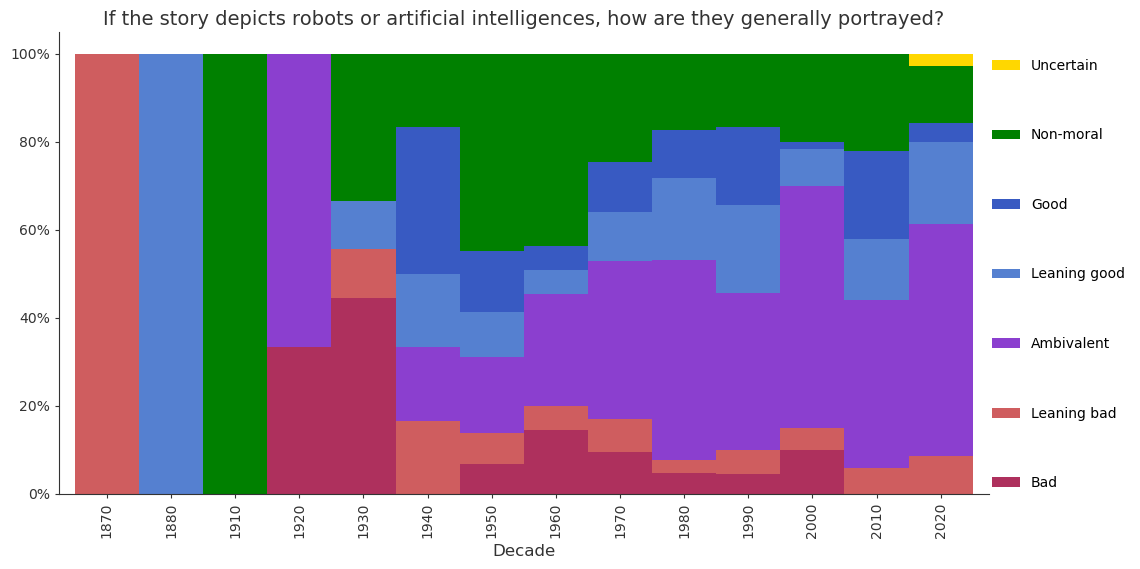 If the story depicts robots or artificial intelligences, how are they generally portrayed?
100%
80%
60%
40%
20%
0%
1870
1880
1910
1920
1930
1940
1950
1960
1970
1980
1990
2000
2010
2020
Decade
Uncertain
Non-moral
Good
Leaning good
Ambivalent
Leaning bad
Bad